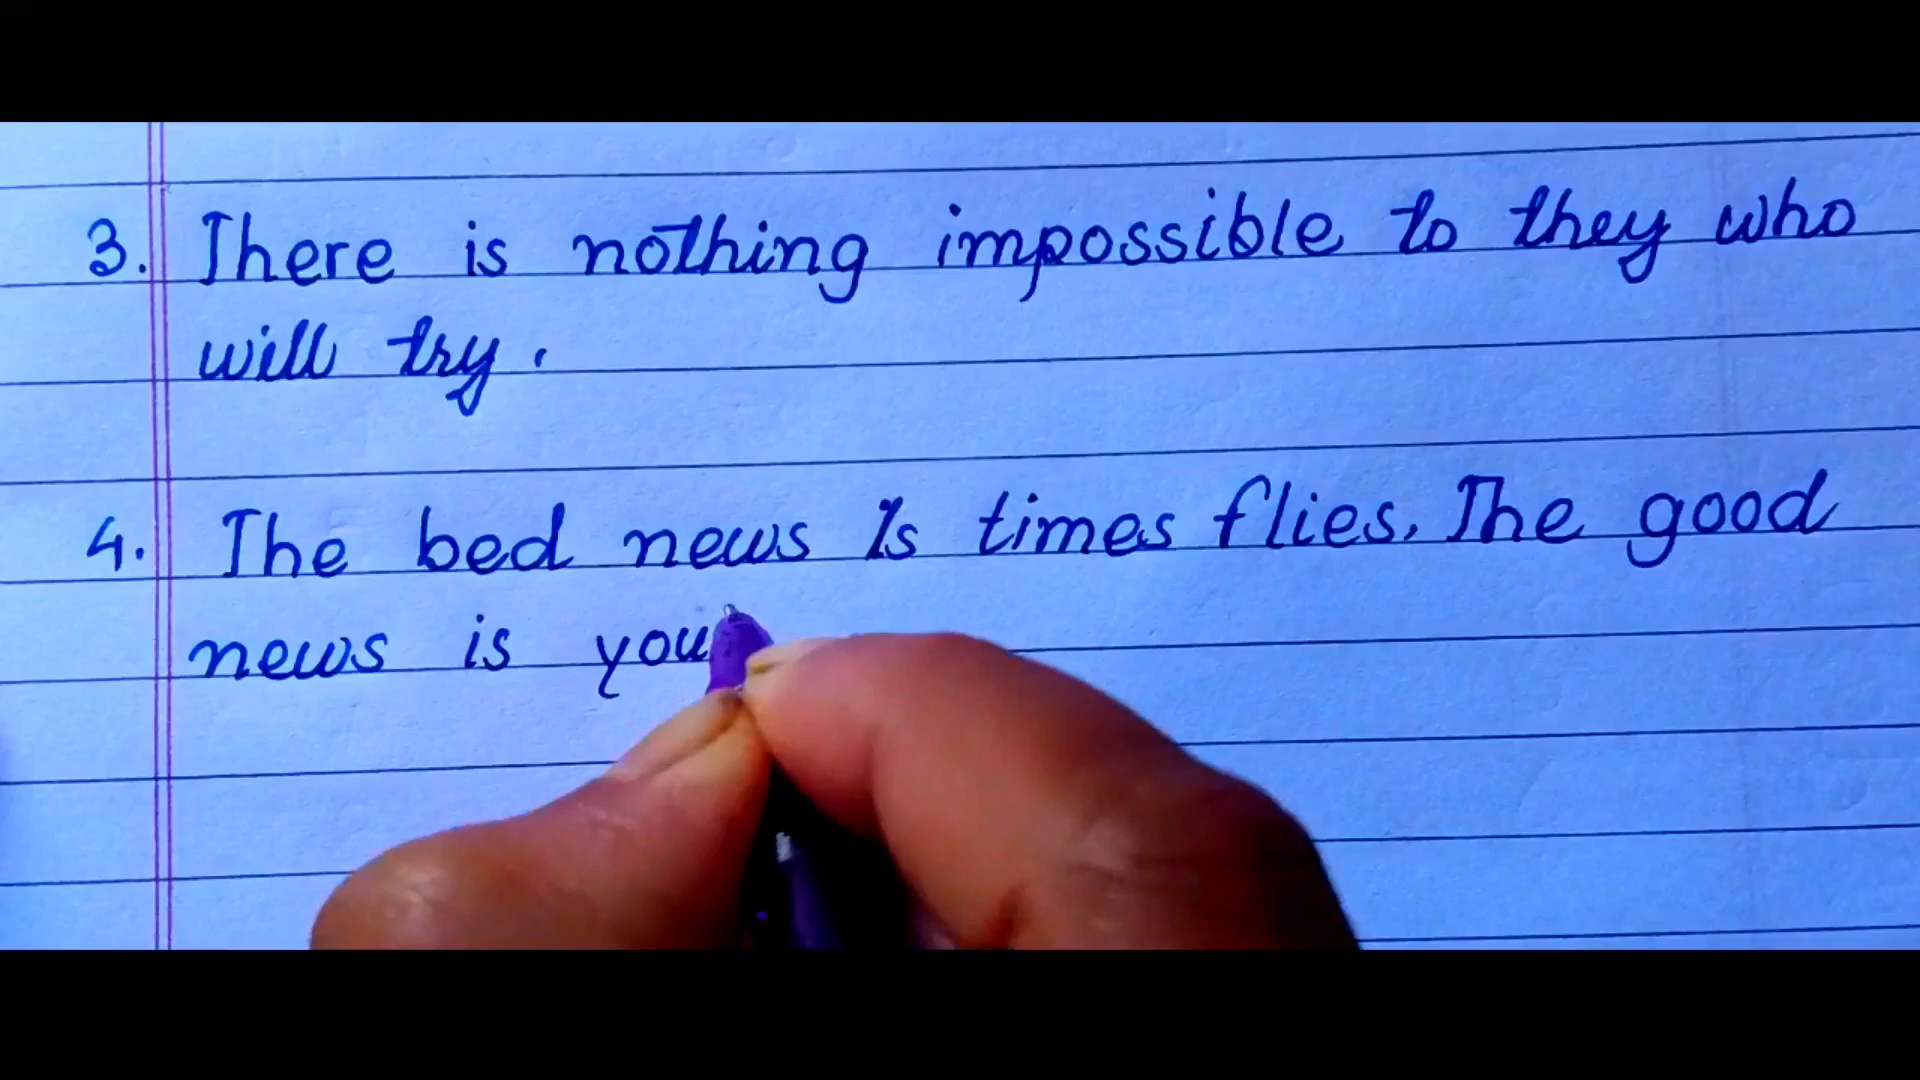 3. There is nothing impossible to they who
will try.
4. The bed news is times flies. The good
news is you